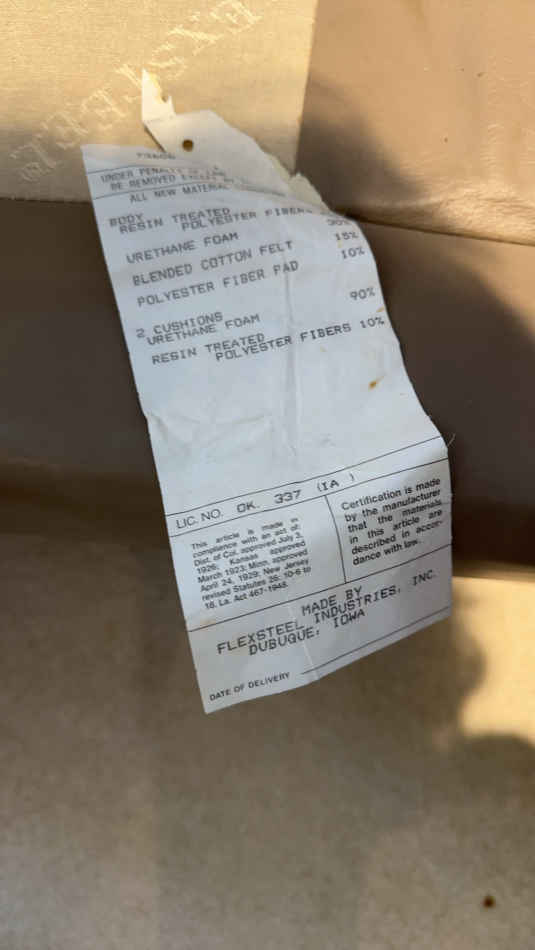 FLEXSTEEL
UNDER PENALTY
BE REMOVED EXCEPT BY
ALL NEW MATERIAL
BODY
RESIN TREATED
POLYESTER FIBERS
URETHANE FOAM 15%
BLENDED COTTON FELT 10%
POLYESTER FIBER PAD
2 CUSHIONS
URETHANE FOAM 90%
RESIN TREATED
POLYESTER FIBERS 10%
LIC. NO. OK. 337 (IA )
This article is made in
compliance with an act of:
Dist. of Col. approved July 3,
1926; Kansas approved
March 1923; Minn. approved
April 24, 1929; New Jersey
revised Statutes 26: 10-6 to
18. La. Act 467-1948.
Certification is made
by the manufacturer
that the materials
in this article are
described in accor-
dance with law.
MADE BY
FLEXSTEEL INDUSTRIES, INC.
DUBUQUE, IOWA
DATE OF DELIVERY